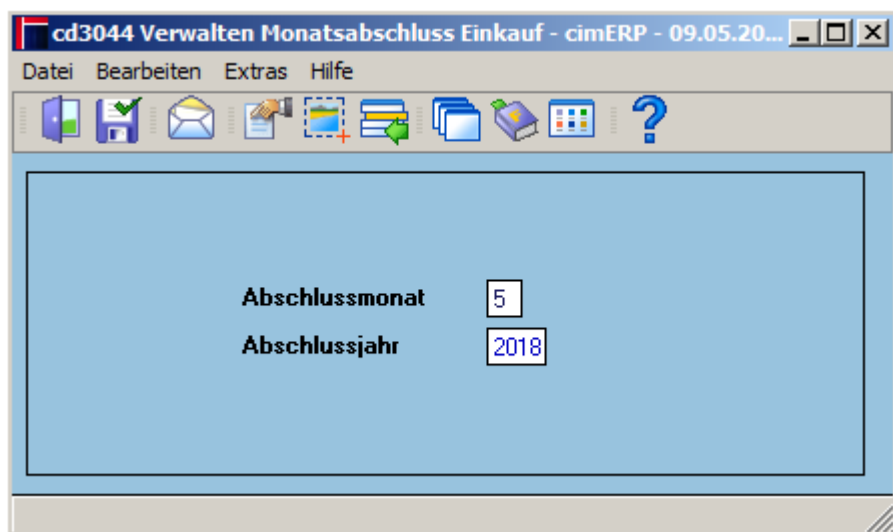 cd3044 Verwalten Monatsabschluss Einkauf - cimERP - 09.05.20...
Datei Bearbeiten Extras Hilfe
Abschlussmonat 5
Abschlussjahr 2018